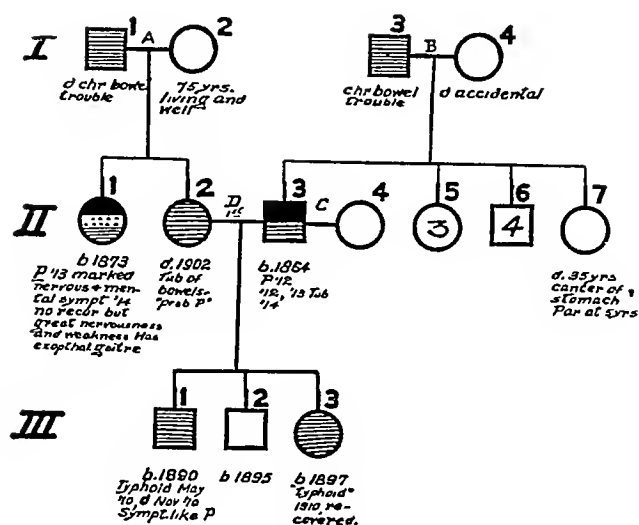 I
1
A
2
3
B
4
d chr bowel
trouble
75 yrs.
living and
well
chr bowel
trouble
d accidental
II
1
2
D
1st
3
C
4
5
3
6
4
7
b 1873
P '13 marked
nervous + men-
tal sympt '14
no recur but
great nervousness
and weakness Has
exopthal goitre
d. 1902
Tub of
bowels-
"prob P"
b. 1864
P '12
'12, '13 Tub
'14
d. 35 yrs
canter of
stomach
Par at 5 yrs
III
1
2
3
b. 1890
Typhoid May
'10, d Nov '10
Sympt. like P
b 1895
b 1897
"Typhoid"
1910, re-
covered.